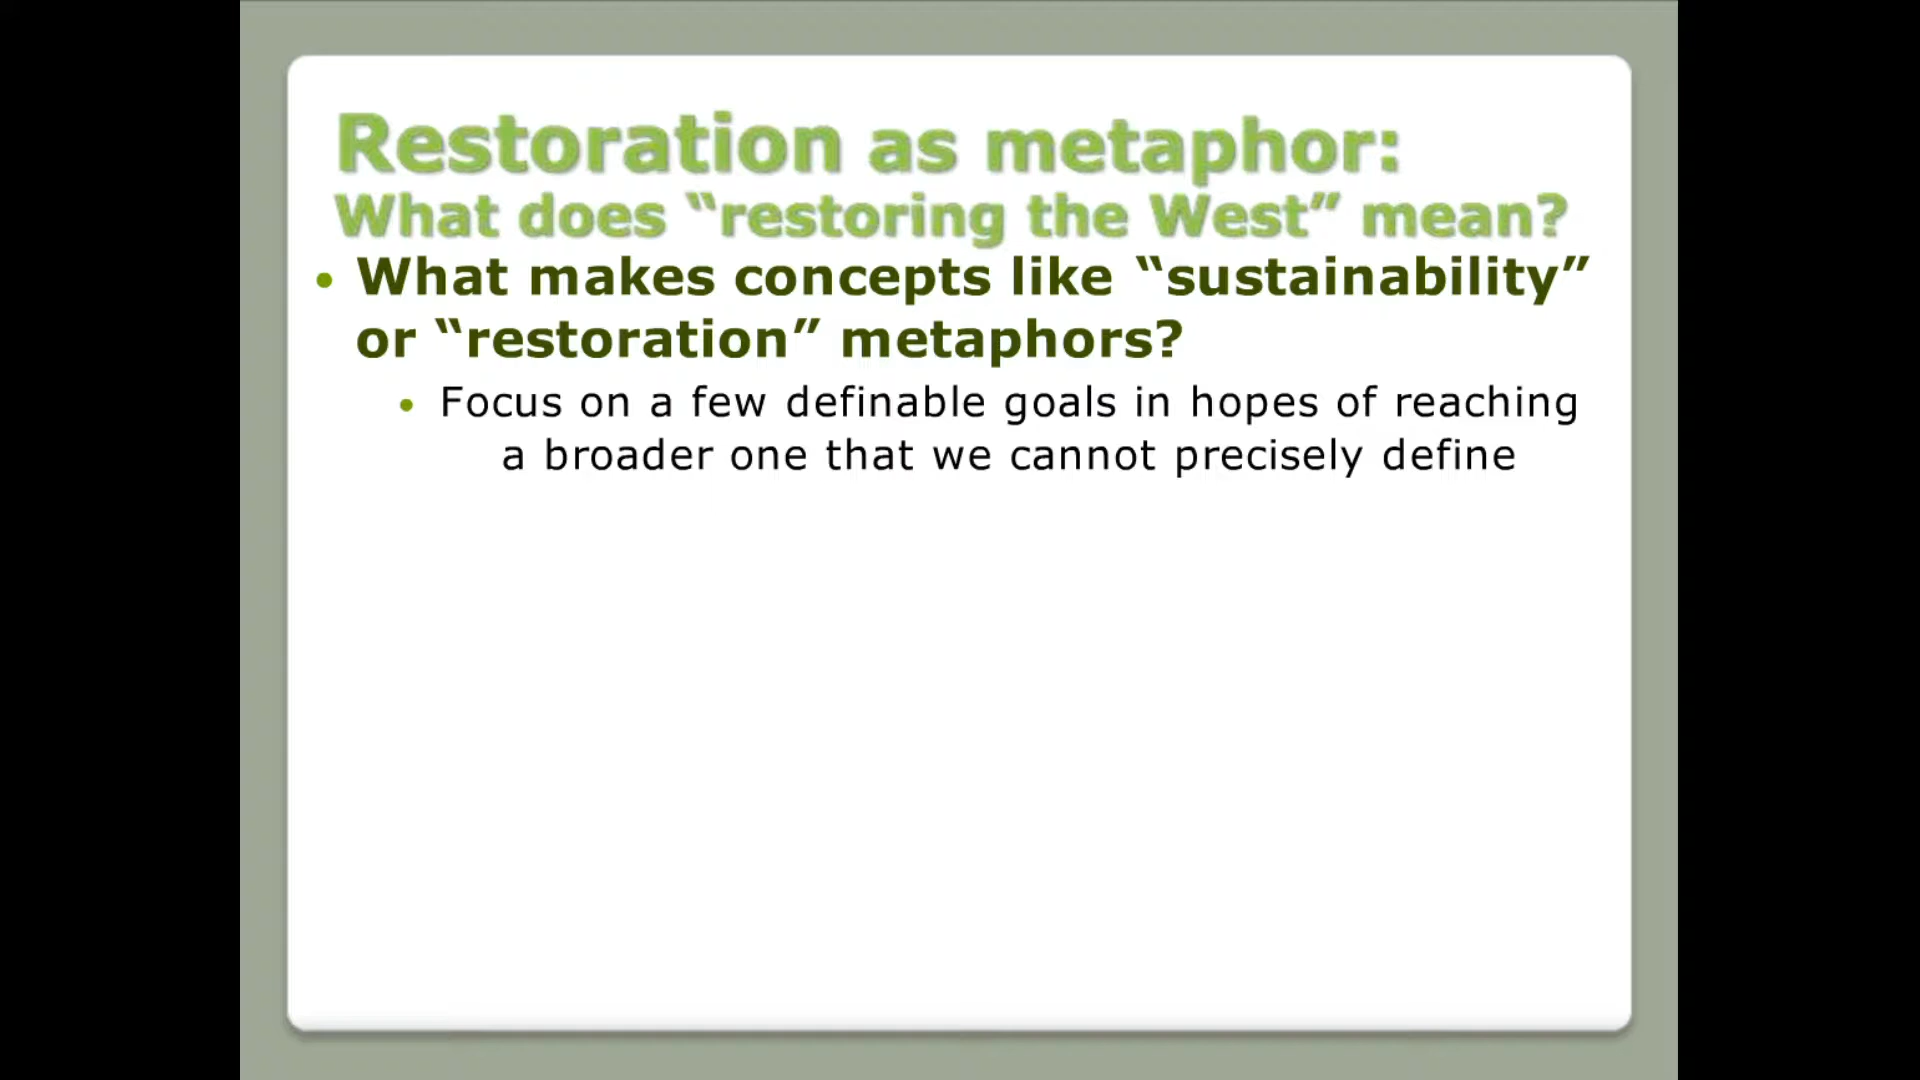 Restoration as metaphor:
What does “restoring the West” mean?
• What makes concepts like “sustainability”
or “restoration” metaphors?
• Focus on a few definable goals in hopes of reaching
a broader one that we cannot precisely define